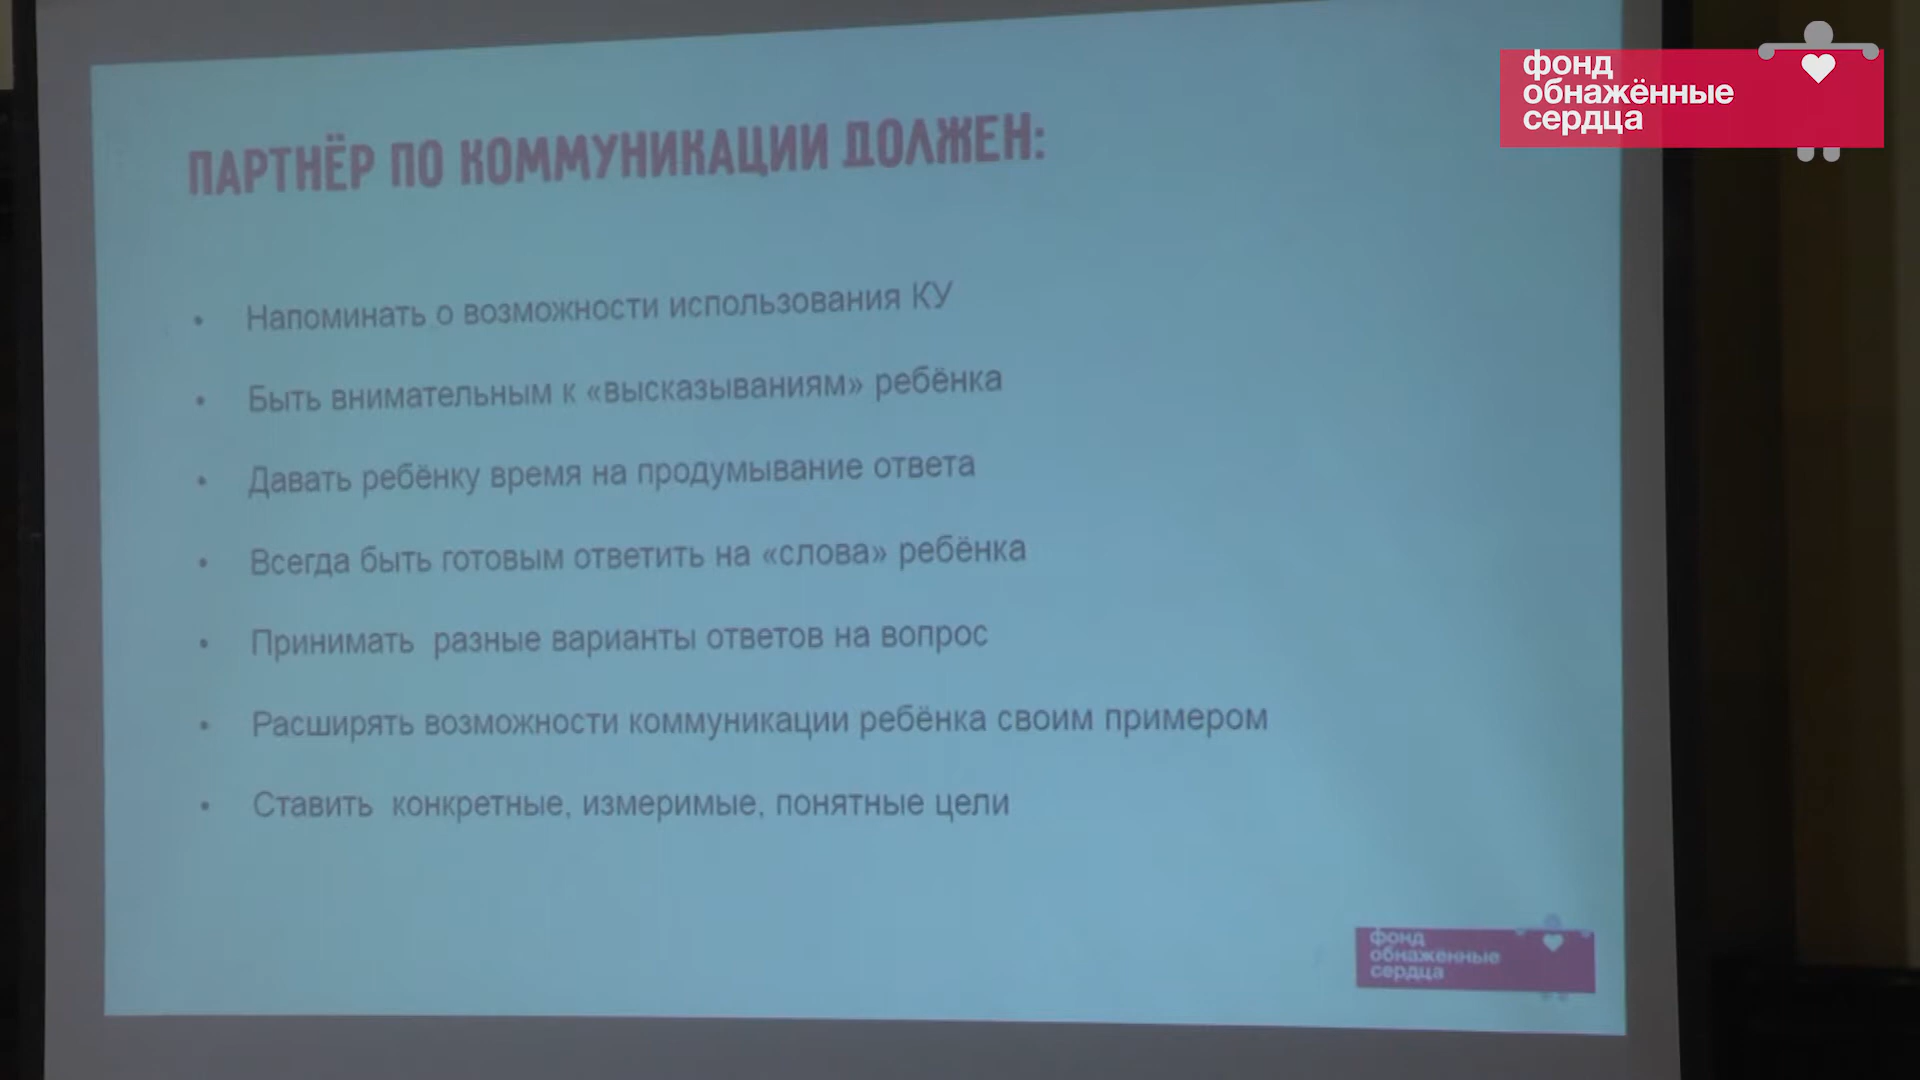 фонд
обнажённые
сердца
ПАРТНЁР ПО КОММУНИКАЦИИ ДОЛЖЕН:
• Напоминать о возможности использования КУ
• Быть внимательным к «высказываниям» ребёнка
• Давать ребёнку время на продумывание ответа
• Всегда быть готовым ответить на «слова» ребёнка
• Принимать разные варианты ответов на вопрос
• Расширять возможности коммуникации ребёнка своим примером
• Ставить конкретные, измеримые, понятные цели
фонд
обнажённые
сердца